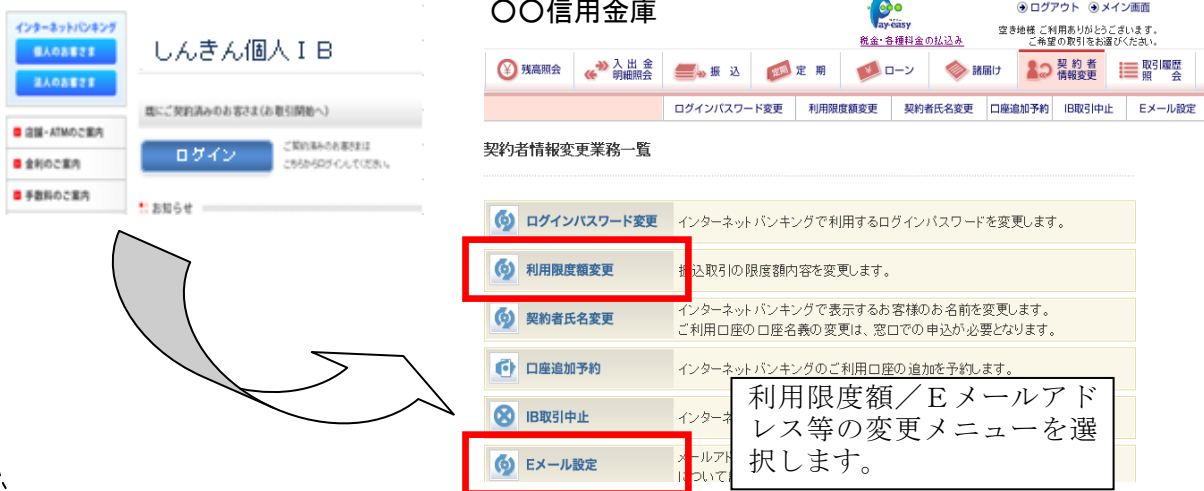 インターネットバンキング
個人のお客さま
法人のお客さま
店舗・ATMのご案内
金利のご案内
手数料のご案内
しんきん個人ＩＢ
既にご契約済みのお客さま(お取引開始へ)
ログイン
ご契約済みのお客さまは
こちらからログインしてください。
お知らせ
〇〇信用金庫
Pay-easy
税金・各種料金の払込み
ログアウト メイン画面
空き地様 ご利用ありがとうございます。
ご希望の取引をお選びください。
残高照会
入出金明細照会
振込
定期
ローン
諸届け
契約者情報変更
取引履歴照会
ログインパスワード変更 利用限度額変更 契約者氏名変更 口座追加予約 IB取引中止 Eメール設定
契約者情報変更業務一覧
ログインパスワード変更 インターネットバンキングで利用するログインパスワードを変更します。
利用限度額変更 振込取引の限度額内容を変更します。
契約者氏名変更
インターネットバンキングで表示するお客様のお名前を変更します。
ご利用口座の口座名義の変更は、窓口での申込が必要となります。
口座追加予約 インターネットバンキングのご利用口座の追加を予約します。
IB取引中止 インターネ
Eメール設定
メールアド
について
利用限度額／Ｅメールアド
レス等の変更メニューを選
択します。